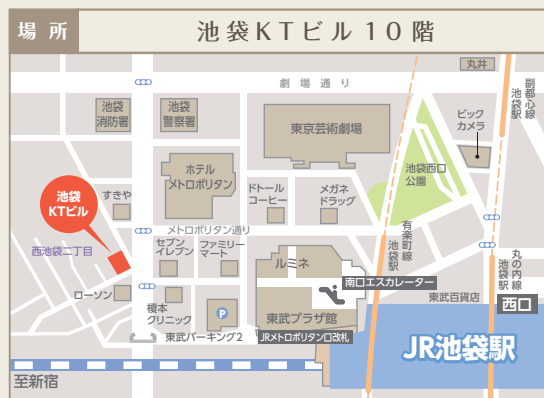 場所
池袋KTビル 10階
丸井
劇場通り
副都心線
池袋駅
ビック
カメラ
池袋
消防署
池袋
警察署
東京芸術劇場
池袋西口
公園
ホテル
メトロポリタン
すきや
池袋
KTビル
ドトール
コーヒー
メガネ
ドラッグ
メトロポリタン通り
有楽町線
池袋駅
西池袋二丁目
セブン
イレブン
ファミリー
マート
ルミネ
丸の内線
池袋駅
南口エスカレーター
ローソン
榎本
クリニック
P
東武プラザ館
東武百貨店
西口
東武パーキング2
JRメトロポリタン口改札
JR池袋駅
至新宿